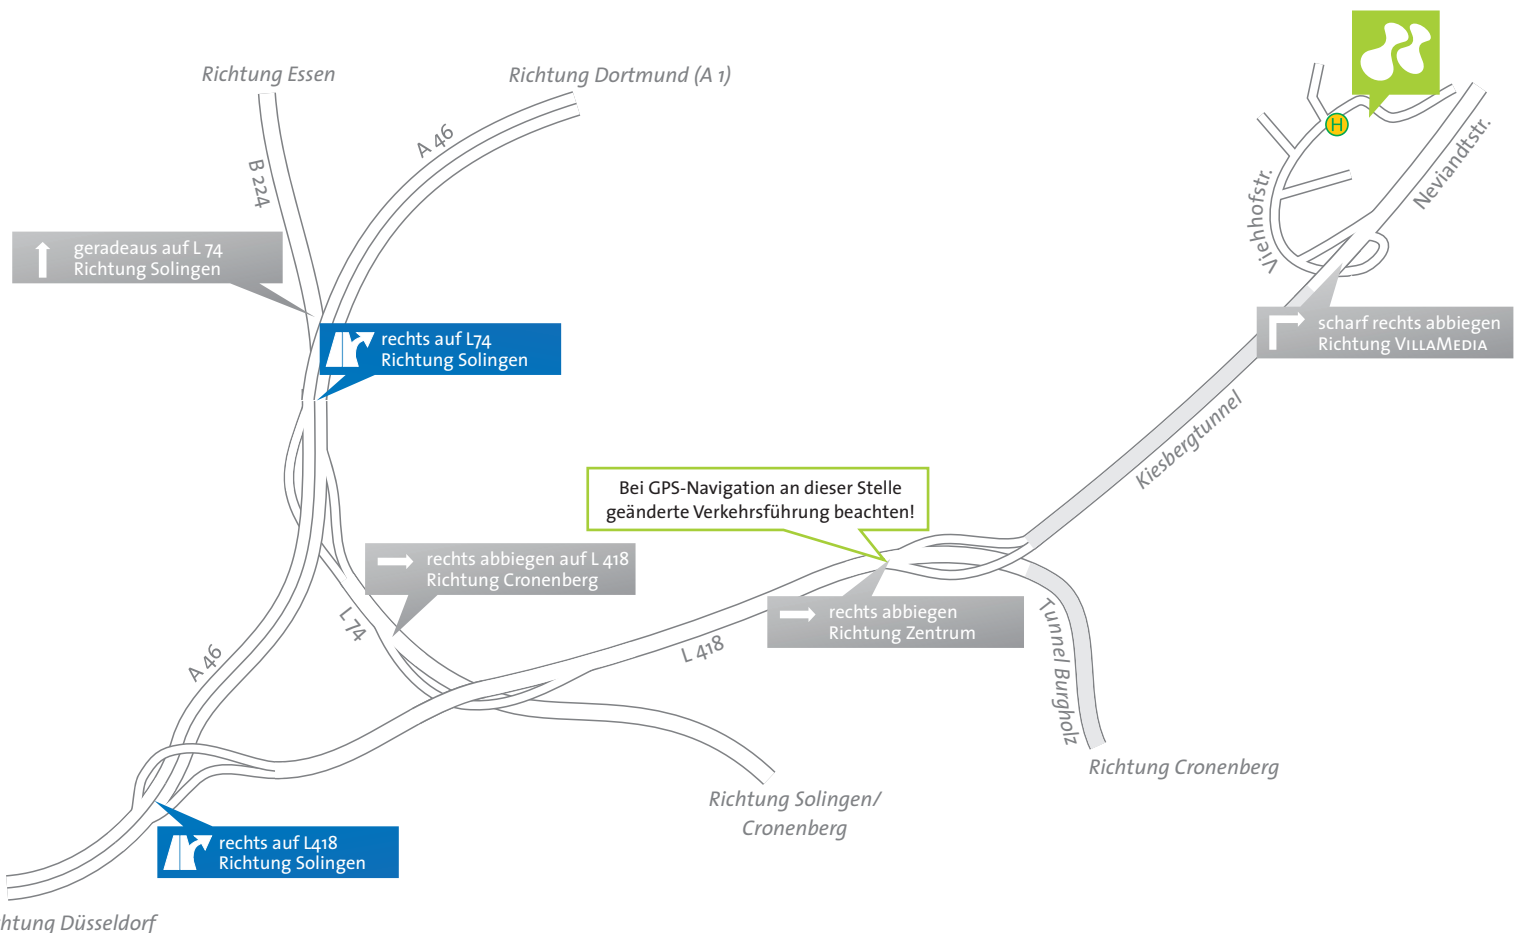 Richtung Essen
Richtung Dortmund (A 1)
A 46
B 224
H
Viehhofstr.
Neviandtstr.
geradeaus auf L 74
Richtung Solingen
rechts auf L74
Richtung Solingen
scharf rechts abbiegen
Richtung VILLAMEDIA
Kiesbergtunnel
Bei GPS-Navigation an dieser Stelle
geänderte Verkehrsführung beachten!
rechts abbiegen auf L 418
Richtung Cronenberg
L 74
rechts abbiegen
Richtung Zentrum
L 418
Tunnel Burgholz
A 46
Richtung Cronenberg
Richtung Solingen/
Cronenberg
rechts auf L418
Richtung Solingen
htung Düsseldorf